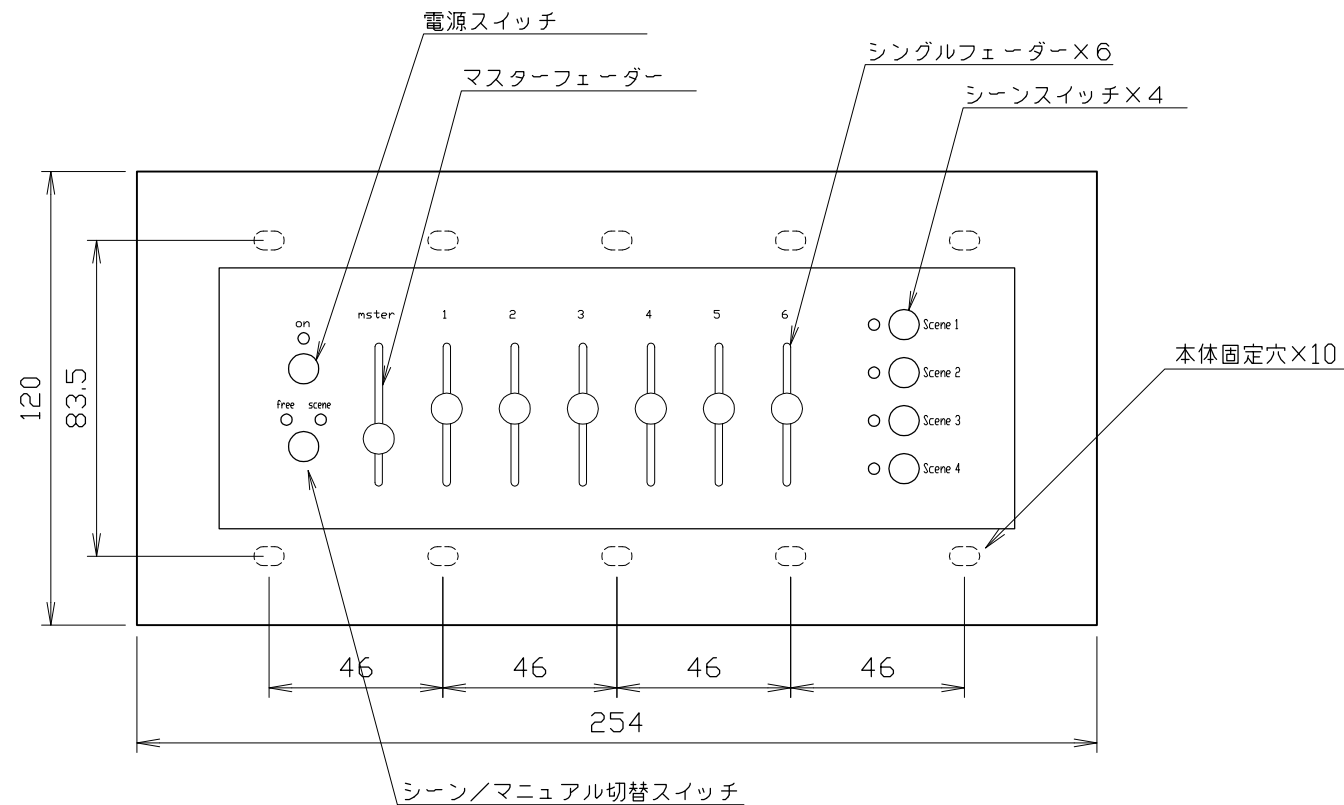 電源スイッチ
シングルフェーダー×6
マスターフェーダー
シーンスイッチ×4
on
mster
1
2
3
4
5
6
Scene 1
Scene 2
Scene 3
Scene 4
free
scene
本体固定穴×10
120
83.5
46
46
46
46
254
シーン/マニュアル切替スイッチ